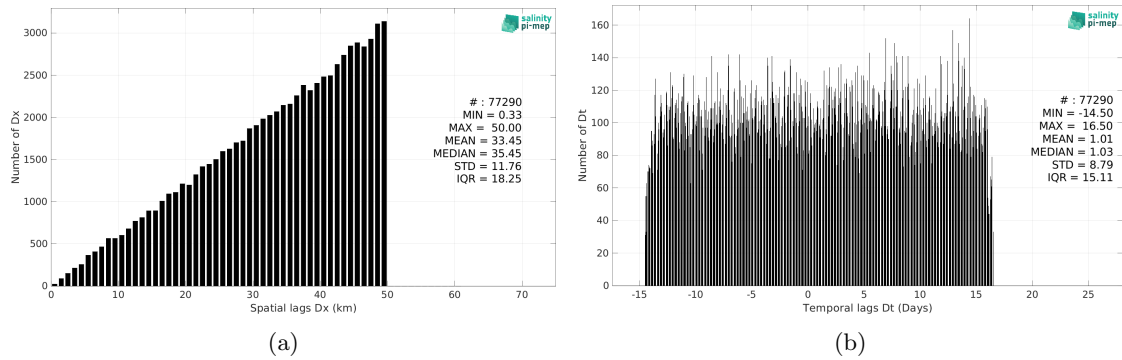 3000
2500
2000
1500
1000
500
0
Number of Dx
0 10 20 30 40 50 60 70
Spatial lags Dx (km)
salinity
pi-mep
# : 77290
MIN = 0.33
MAX = 50.00
MEAN = 33.45
MEDIAN = 35.45
STD = 11.76
IQR = 18.25
(a)
160
140
120
100
80
60
40
20
0
Number of Dt
-15 -10 -5 0 5 10 15 20 25
Temporal lags Dt (Days)
salinity
pi-mep
# : 77290
MIN = -14.50
MAX = 16.50
MEAN = 1.01
MEDIAN = 1.03
STD = 8.79
IQR = 15.11
(b)